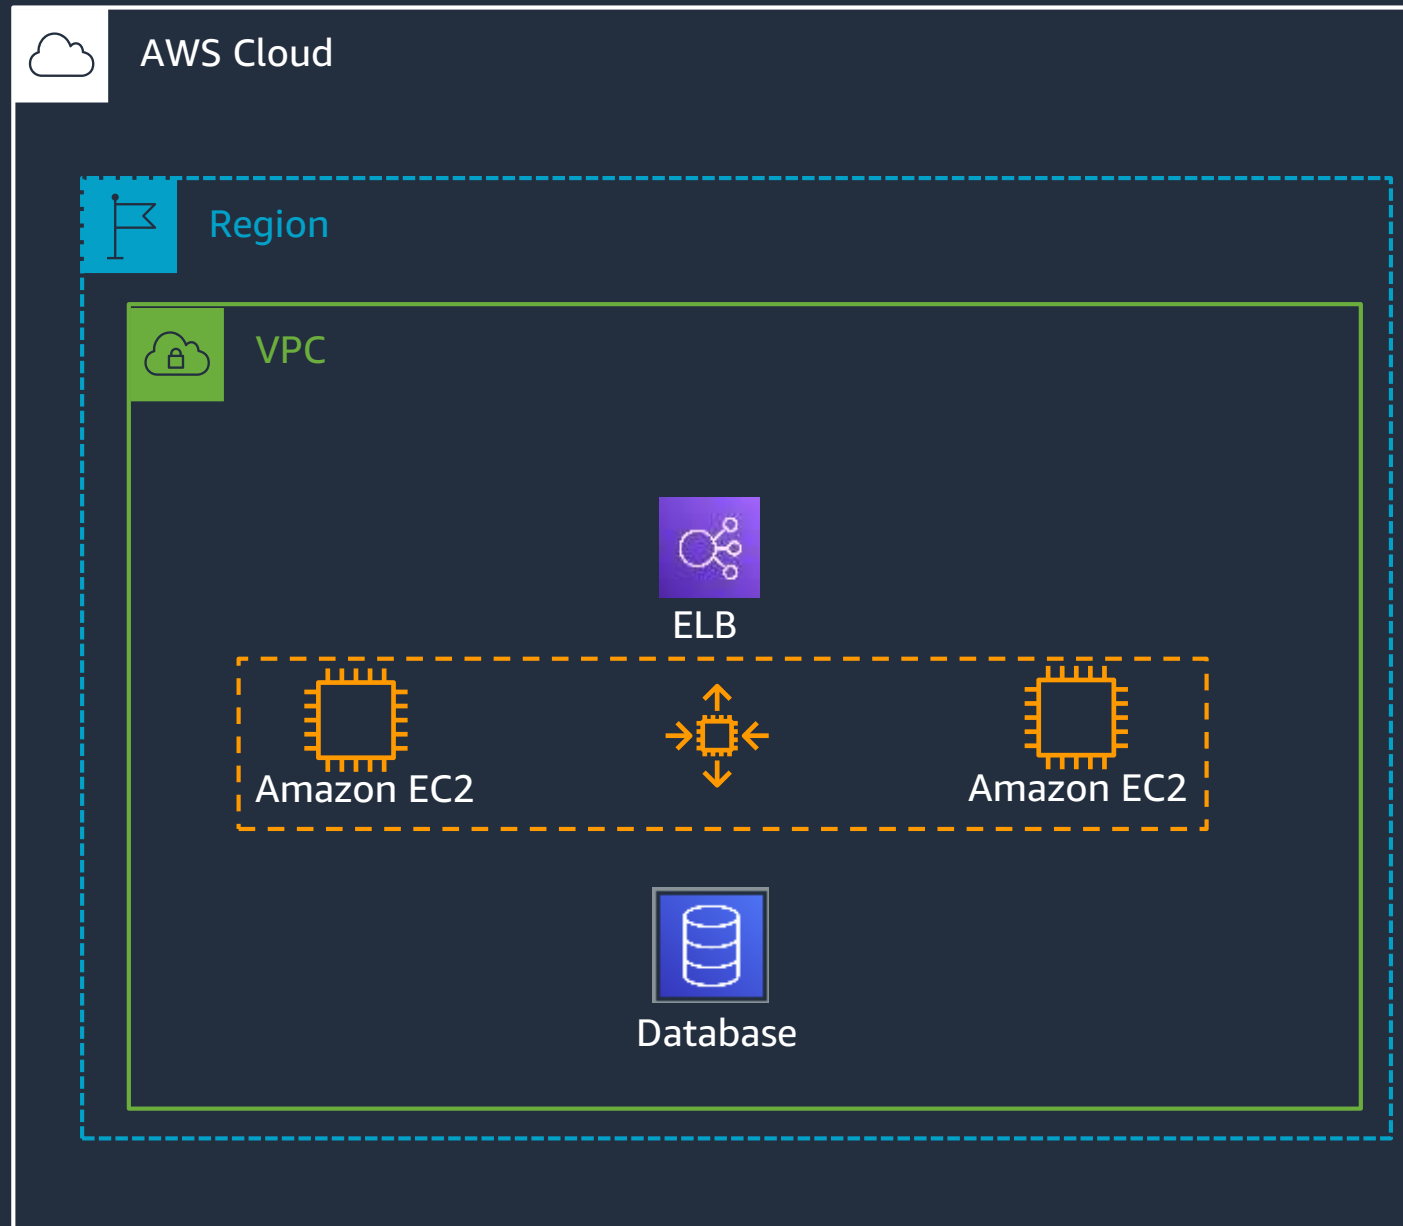 AWS Cloud
Region
VPC
ELB
Amazon EC2
Amazon EC2
Database